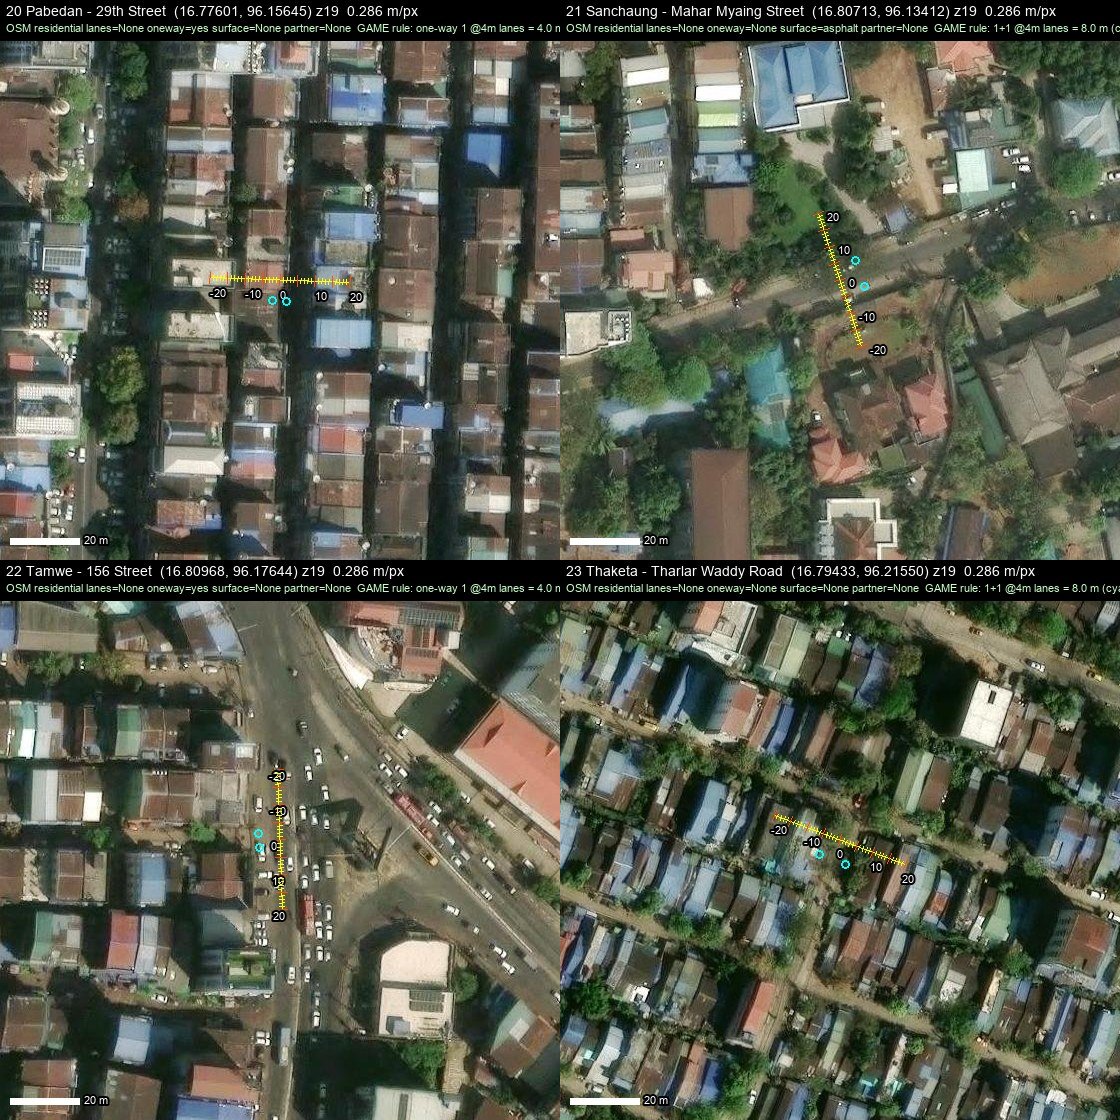 20 Pabedan - 29th Street (16.77601, 96.15645) z19 0.286 m/px
OSM residential lanes=None oneway=yes surface=None partner=None GAME rule: one-way 1 @4m lanes = 4.0 m
-20 -10 0 10 20
20 m
21 Sanchaung - Mahar Myaing Street (16.80713, 96.13412) z19 0.286 m/px
OSM residential lanes=None oneway=None surface=asphalt partner=None GAME rule: 1+1 @4m lanes = 8.0 m (c
20
10
0
-10
-20
20 m
22 Tamwe - 156 Street (16.80968, 96.17644) z19 0.286 m/px
OSM residential lanes=None oneway=yes surface=None partner=None GAME rule: one-way 1 @4m lanes = 4.0 m
-20
-10
0
10
20
20 m
23 Thaketa - Tharlar Waddy Road (16.79433, 96.21550) z19 0.286 m/px
OSM residential lanes=None oneway=None surface=None partner=None GAME rule: 1+1 @4m lanes = 8.0 m (cy
-20
-10
0
10
20
20 m